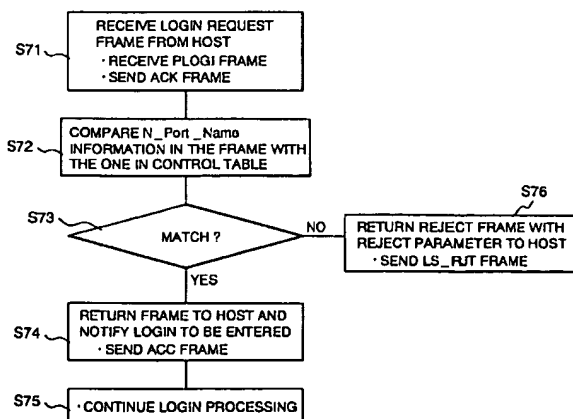 S71
RECEIVE LOGIN REQUEST
FRAME FROM HOST
・RECEIVE PLOGI FRAME
・SEND ACK FRAME
S72
COMPARE N_Port_Name
INFORMATION IN THE FRAME WITH
THE ONE IN CONTROL TABLE
S73
MATCH ?
NO
YES
S76
RETURN REJECT FRAME WITH
REJECT PARAMETER TO HOST
・SEND LS_RJT FRAME
S74
RETURN FRAME TO HOST AND
NOTIFY LOGIN TO BE ENTERED
・SEND ACC FRAME
S75
・CONTINUE LOGIN PROCESSING